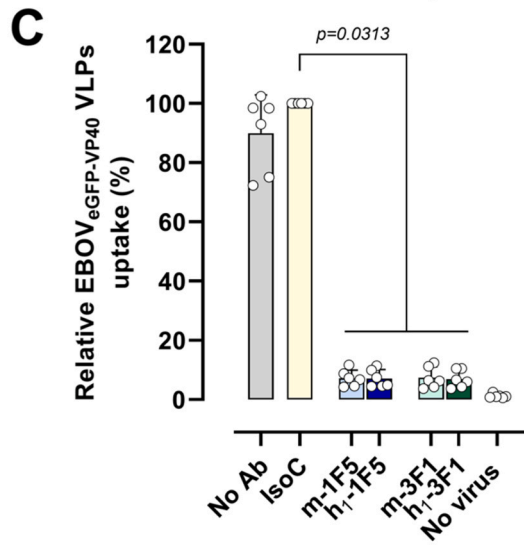 C
p=0.0313
Relative EBOVeGFP-VP40 VLPs
uptake (%)
120
100
80
60
40
20
0
No Ab
IsoC
m-1F5
h₁-1F5
m-3F1
h₁-3F1
No virus